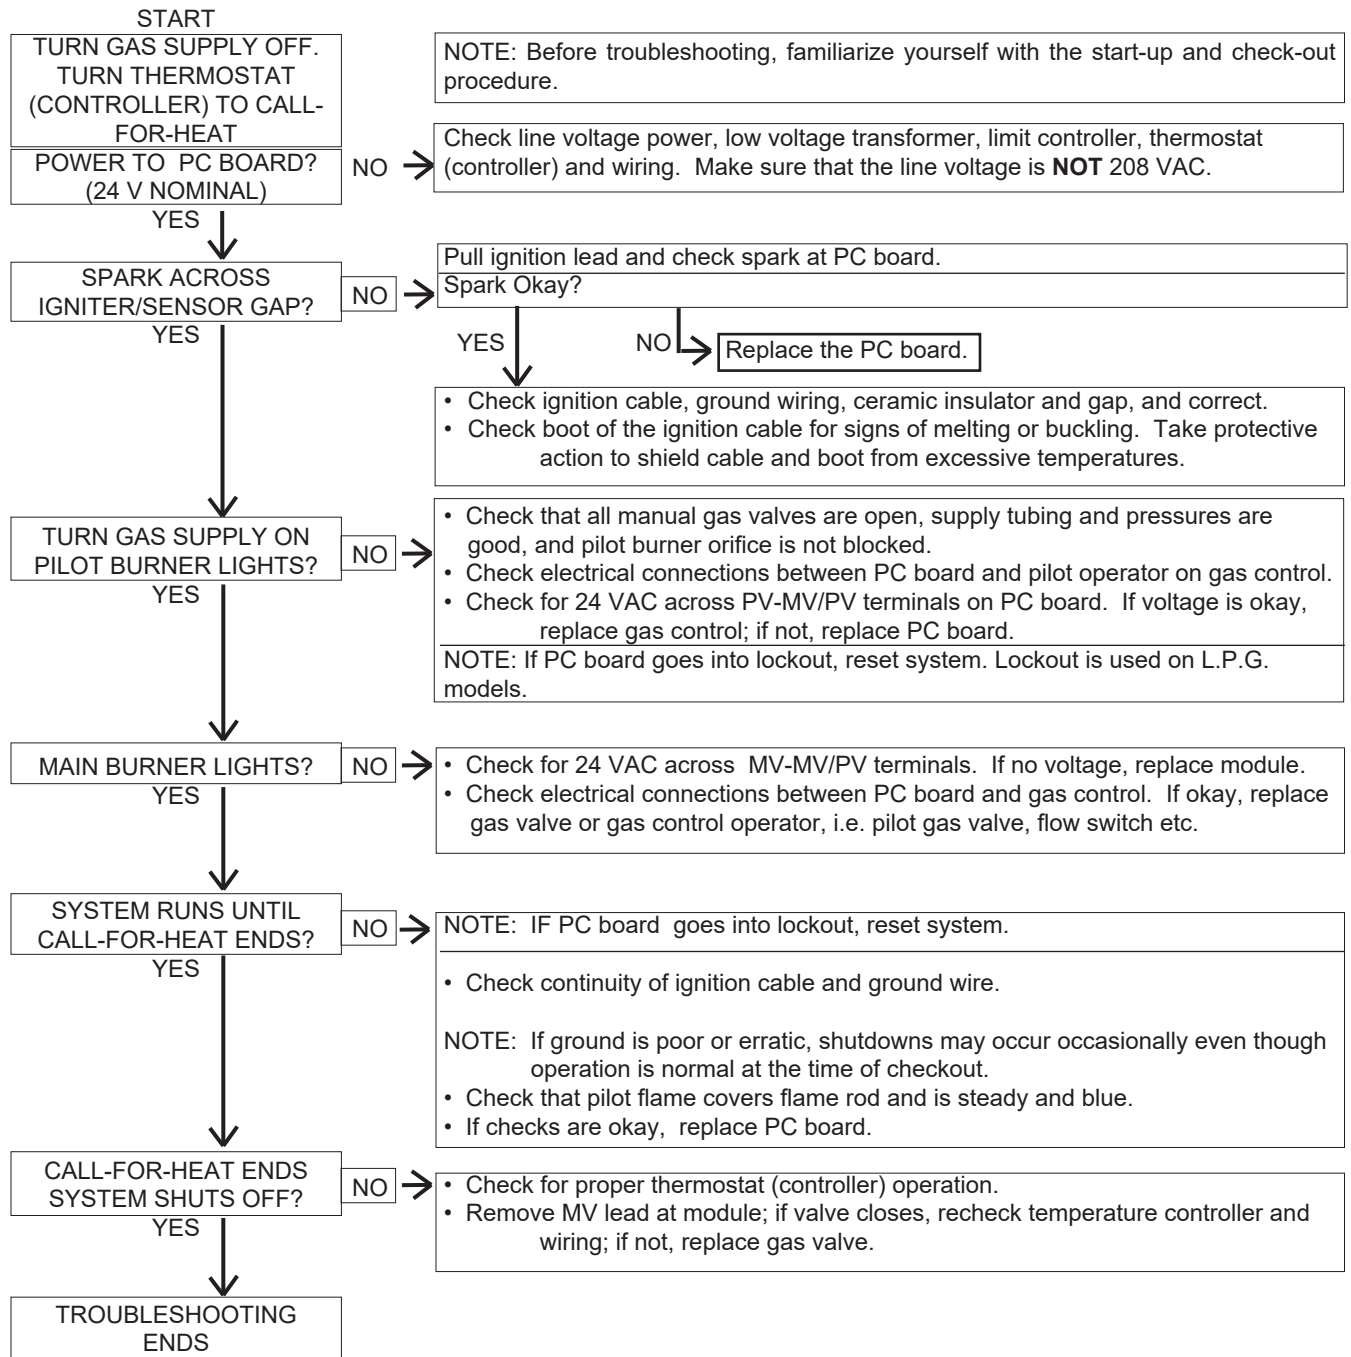 START
TURN GAS SUPPLY OFF.
TURN THERMOSTAT
(CONTROLLER) TO CALL-
FOR-HEAT
NOTE: Before troubleshooting, familiarize yourself with the start-up and check-out
procedure.
POWER TO PC BOARD?
(24 V NOMINAL)
NO
Check line voltage power, low voltage transformer, limit controller, thermostat
(controller) and wiring. Make sure that the line voltage is NOT 208 VAC.
YES
SPARK ACROSS
IGNITER/SENSOR GAP?
NO
Pull ignition lead and check spark at PC board.
Spark Okay?
YES
YES
NO
Replace the PC board.
• Check ignition cable, ground wiring, ceramic insulator and gap, and correct.
• Check boot of the ignition cable for signs of melting or buckling. Take protective
action to shield cable and boot from excessive temperatures.
TURN GAS SUPPLY ON
PILOT BURNER LIGHTS?
NO
• Check that all manual gas valves are open, supply tubing and pressures are
good, and pilot burner orifice is not blocked.
• Check electrical connections between PC board and pilot operator on gas control.
• Check for 24 VAC across PV-MV/PV terminals on PC board. If voltage is okay,
replace gas control; if not, replace PC board.
NOTE: If PC board goes into lockout, reset system. Lockout is used on L.P.G.
models.
YES
MAIN BURNER LIGHTS?
NO
• Check for 24 VAC across MV-MV/PV terminals. If no voltage, replace module.
• Check electrical connections between PC board and gas control. If okay, replace
gas valve or gas control operator, i.e. pilot gas valve, flow switch etc.
YES
SYSTEM RUNS UNTIL
CALL-FOR-HEAT ENDS?
NO
NOTE: IF PC board goes into lockout, reset system.
• Check continuity of ignition cable and ground wire.
NOTE: If ground is poor or erratic, shutdowns may occur occasionally even though
operation is normal at the time of checkout.
• Check that pilot flame covers flame rod and is steady and blue.
• If checks are okay, replace PC board.
YES
CALL-FOR-HEAT ENDS
SYSTEM SHUTS OFF?
NO
• Check for proper thermostat (controller) operation.
• Remove MV lead at module; if valve closes, recheck temperature controller and
wiring; if not, replace gas valve.
YES
TROUBLESHOOTING
ENDS